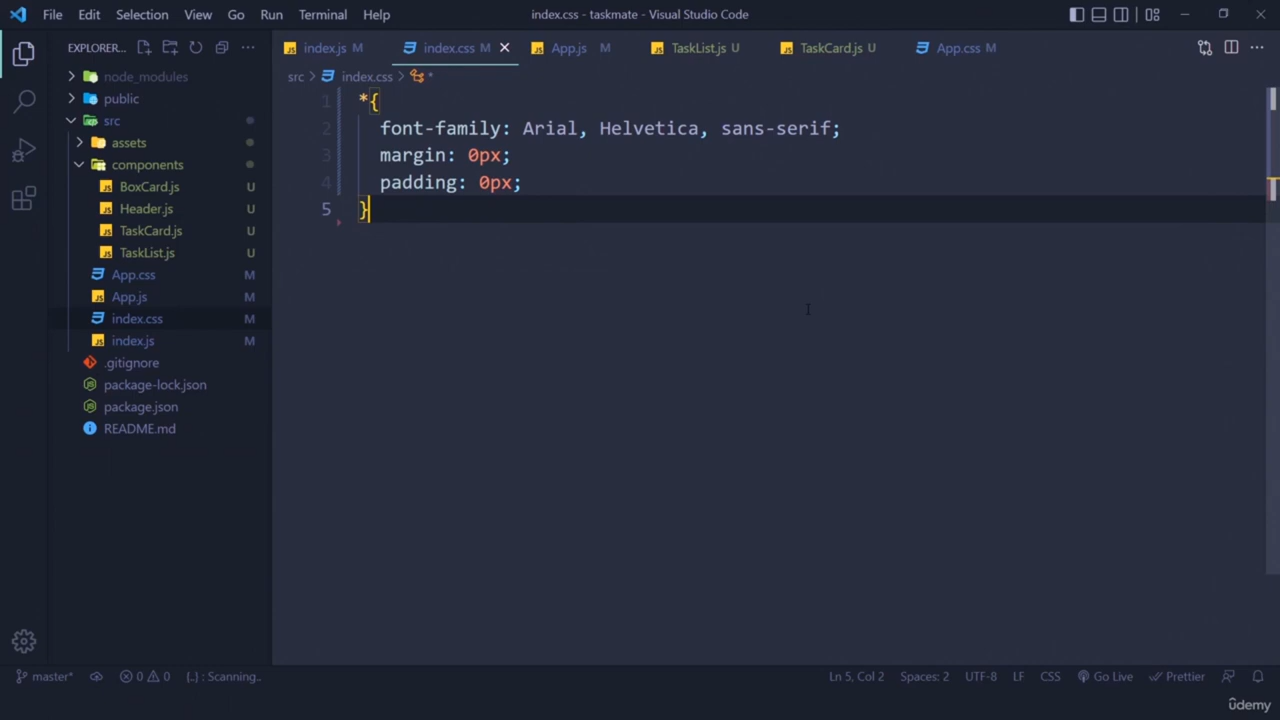 File Edit Selection View Go Run Terminal Help index.css - taskmate - Visual Studio Code
EXPLORER... index.js M index.css M App.js M TaskList.js U TaskCard.js U App.css M
src > index.css > *
node_modules
public
src
assets
components
BoxCard.js U
Header.js U
TaskCard.js U
TaskList.js U
App.css M
App.js M
index.css M
index.js M
.gitignore
package-lock.json
package.json
README.md
1 *{
2 font-family: Arial, Helvetica, sans-serif;
3 margin: 0px;
4 padding: 0px;
5 }
master* 0 0 {..} : Scanning.. Ln 5, Col 2 Spaces: 2 UTF-8 LF CSS Go Live Prettier
ûdemy